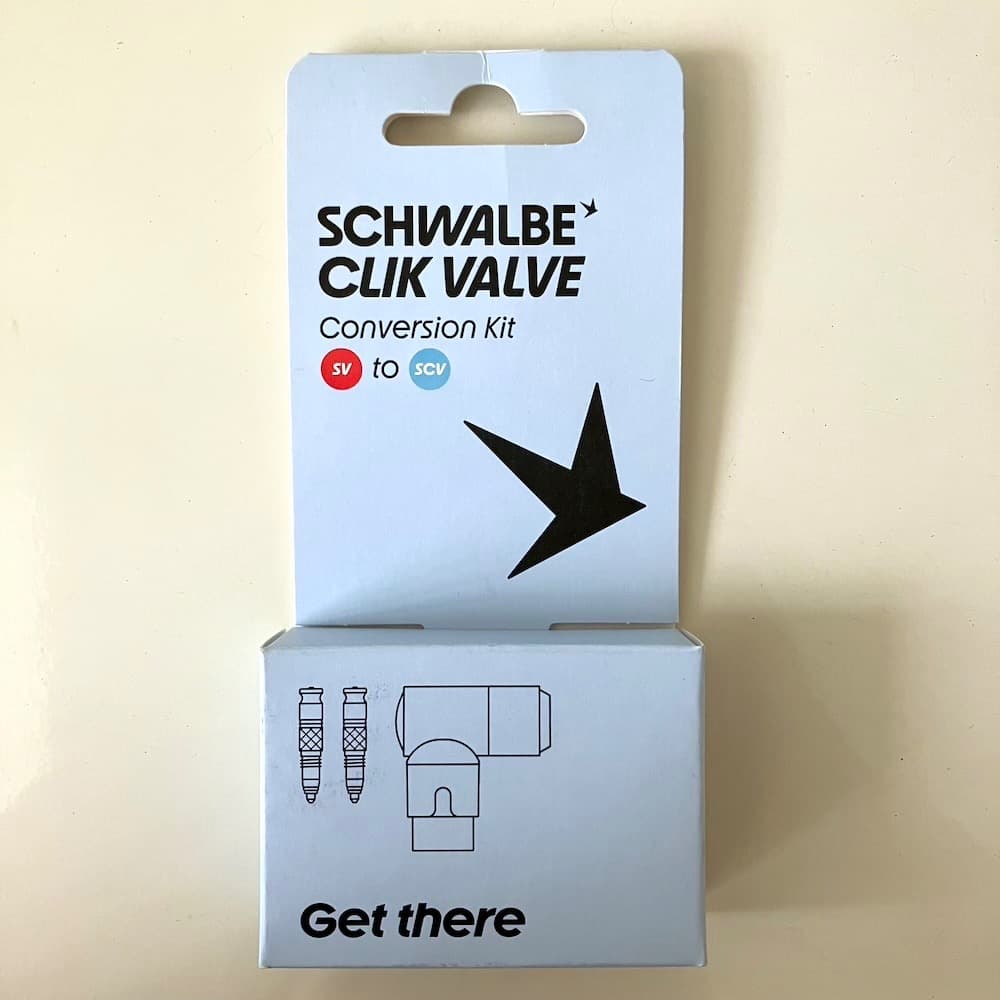 SCHWALBE
CLIK VALVE
Conversion Kit
SV to SCV
Get there